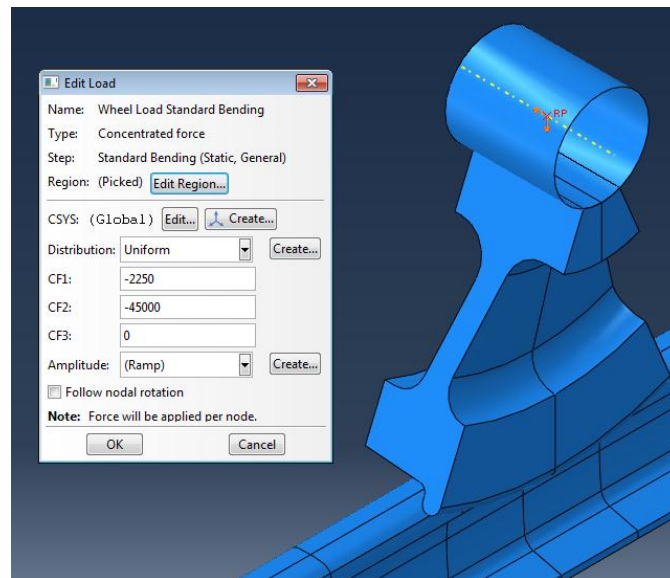 Edit Load
Name: Wheel Load Standard Bending
Type: Concentrated force
Step: Standard Bending (Static, General)
Region: (Picked) Edit Region...
CSYS: (Global) Edit... Create...
Distribution: Uniform Create...
CF1: -2250
CF2: -45000
CF3: 0
Amplitude: (Ramp) Create...
Follow nodal rotation
Note: Force will be applied per node.
OK Cancel
RP